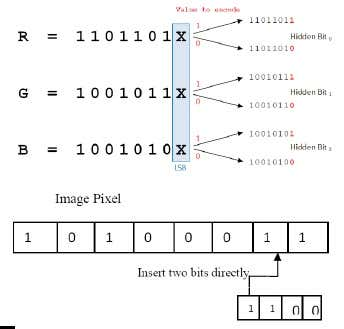 Value to encode
R = 1101101X 1 11011011
0 11011010 Hidden Bit 0
G = 1001011X 1 10010111
0 10010110 Hidden Bit 1
B = 1001010X 1 10010101
0 10010100 Hidden Bit 2
LSB
Image Pixel
1 0 1 0 0 0 1 1
Insert two bits directly
1 1 0 0